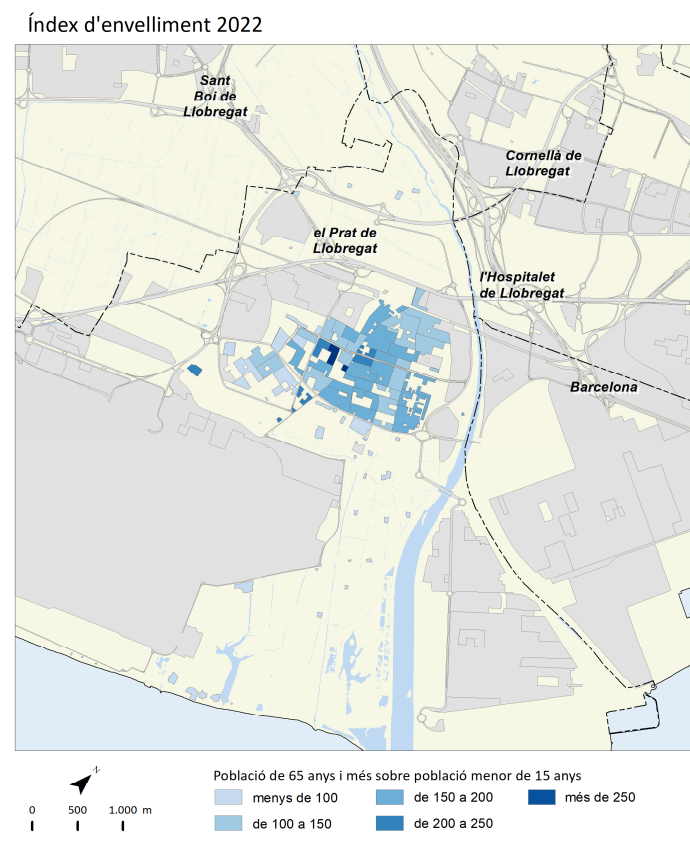 Índex d'envelliment 2022
Sant
Boi de
Llobregat
Cornellà de
Llobregat
el Prat de
Llobregat
l'Hospitalet
de Llobregat
Barcelona
N
0 500 1.000 m
Població de 65 anys i més sobre població menor de 15 anys
menys de 100
de 150 a 200
més de 250
de 100 a 150
de 200 a 250